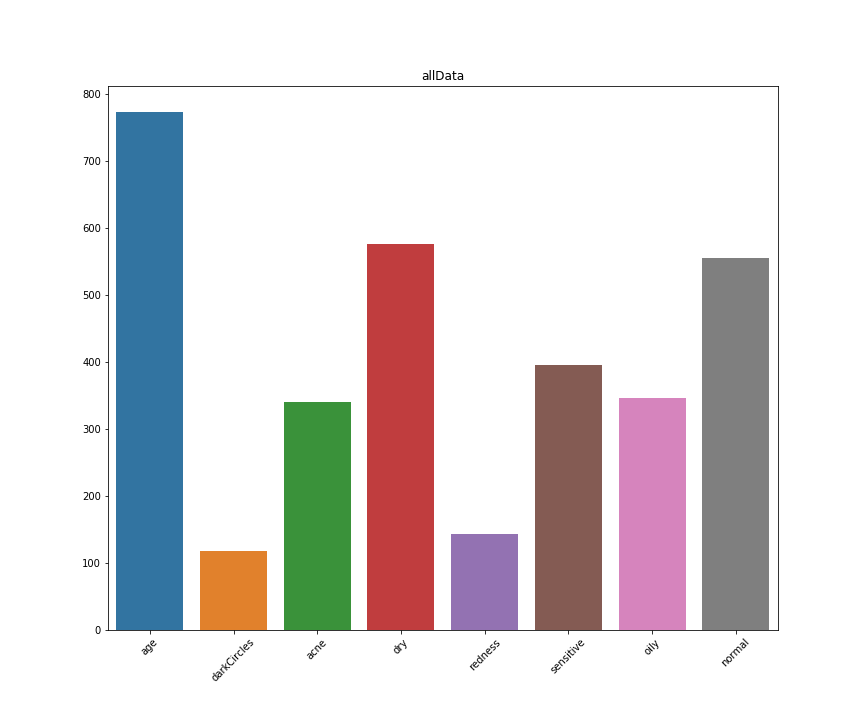 allData
800
700
600
500
400
300
200
100
0
age
darkCircles
acne
dry
redness
sensitive
oily
normal